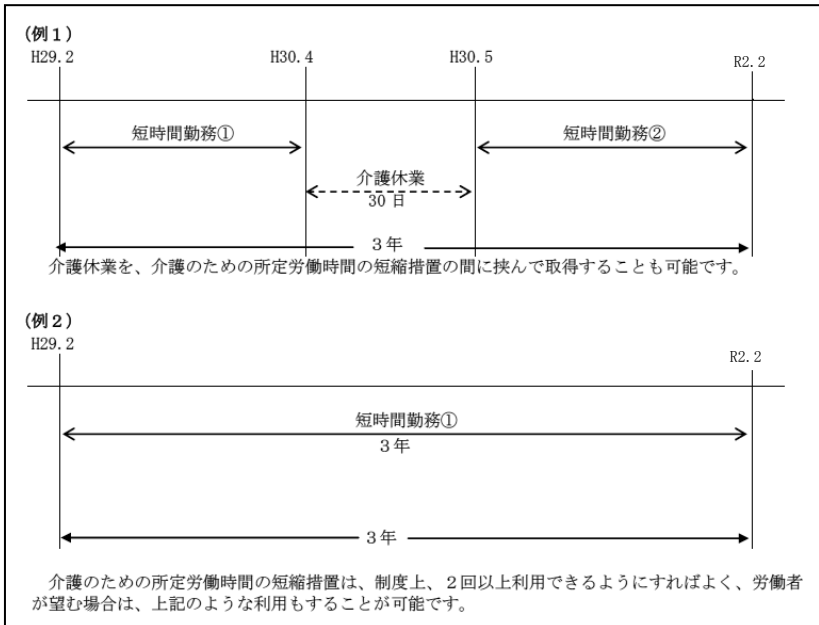 （例１）
H29.2 H30.4 H30.5 R2.2
短時間勤務① 短時間勤務②
介護休業
30 日
３年
介護休業を、介護のための所定労働時間の短縮措置の間に挟んで取得することも可能です。
（例２）
H29.2 R2.2
短時間勤務①
３年
３年
介護のための所定労働時間の短縮措置は、制度上、２回以上利用できるようにすればよく、労働者
が望む場合は、上記のような利用もすることが可能です。